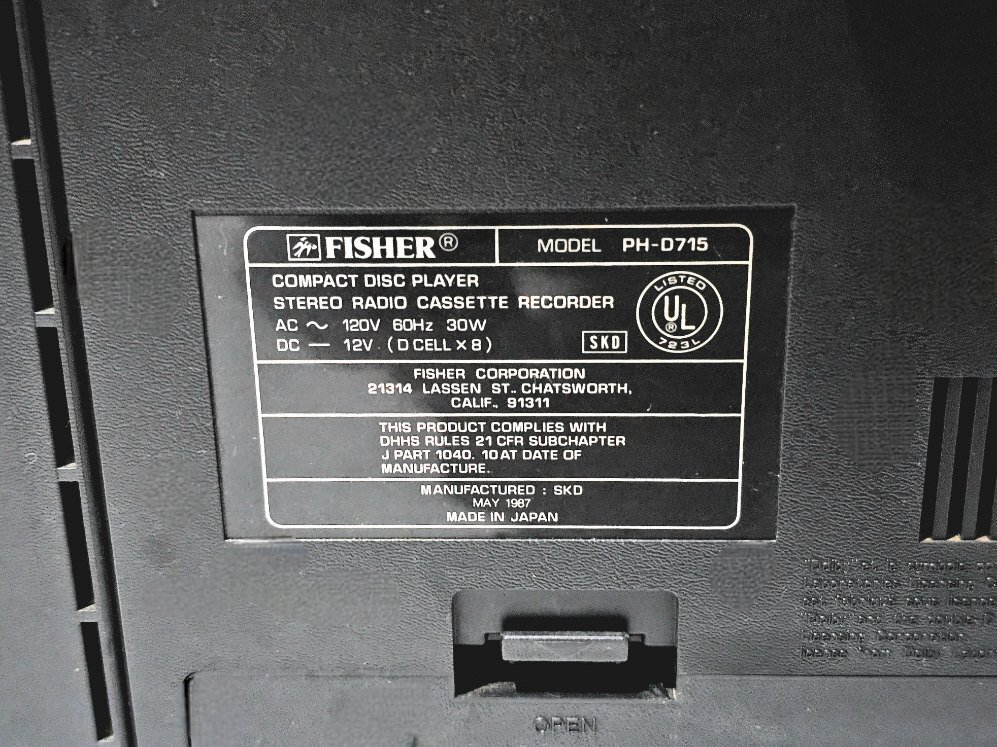 FISHER®
MODEL PH-D715
COMPACT DISC PLAYER
STEREO RADIO CASSETTE RECORDER
AC ~ 120V 60Hz 30W
DC — 12V . (D CELL × 8)
SKD
LISTED
UL®
723L
FISHER CORPORATION
21314 LASSEN ST., CHATSWORTH,
CALIF., 91311
THIS PRODUCT COMPLIES WITH
DHHS RULES 21 CFR SUBCHAPTER
J PART 1040. 10 AT DATE OF
MANUFACTURE.
MANUFACTURED : SKD
MAY 1987
MADE IN JAPAN
OPEN